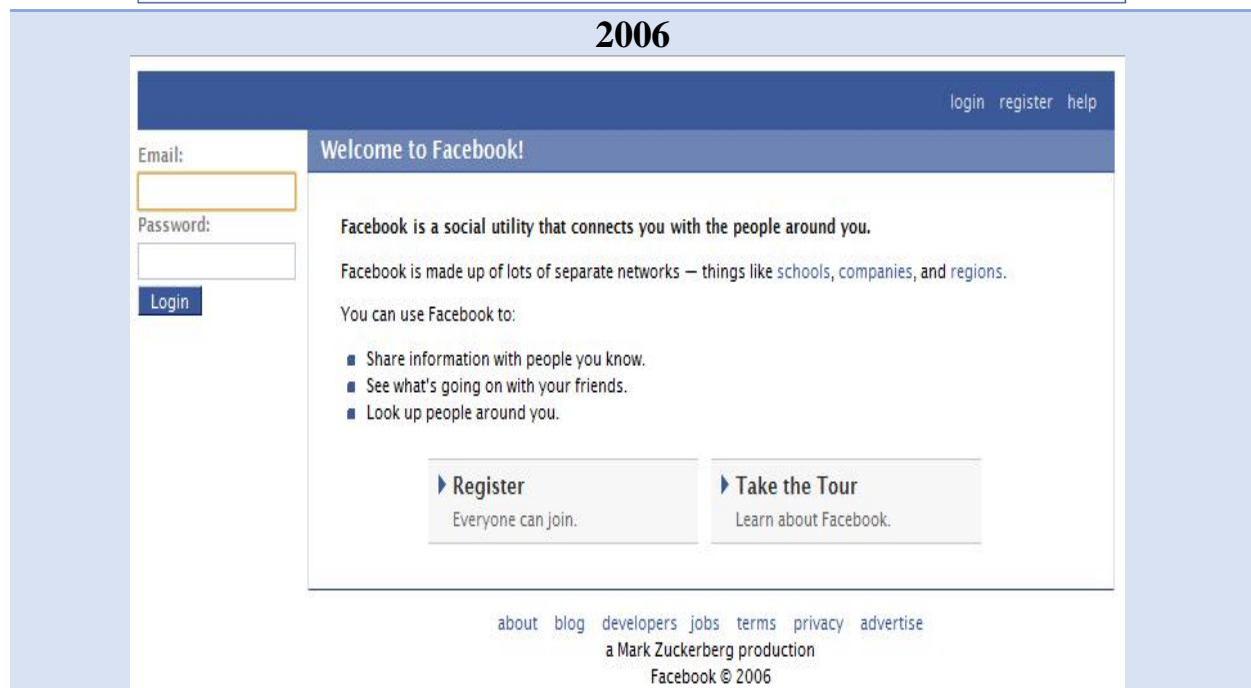 2006
login register help
Email:
Password:
Login
Welcome to Facebook!
Facebook is a social utility that connects you with the people around you.
Facebook is made up of lots of separate networks — things like schools, companies, and regions.
You can use Facebook to:
Share information with people you know.
See what's going on with your friends.
Look up people around you.
Register
Everyone can join.
Take the Tour
Learn about Facebook.
about blog developers jobs terms privacy advertise
a Mark Zuckerberg production
Facebook © 2006